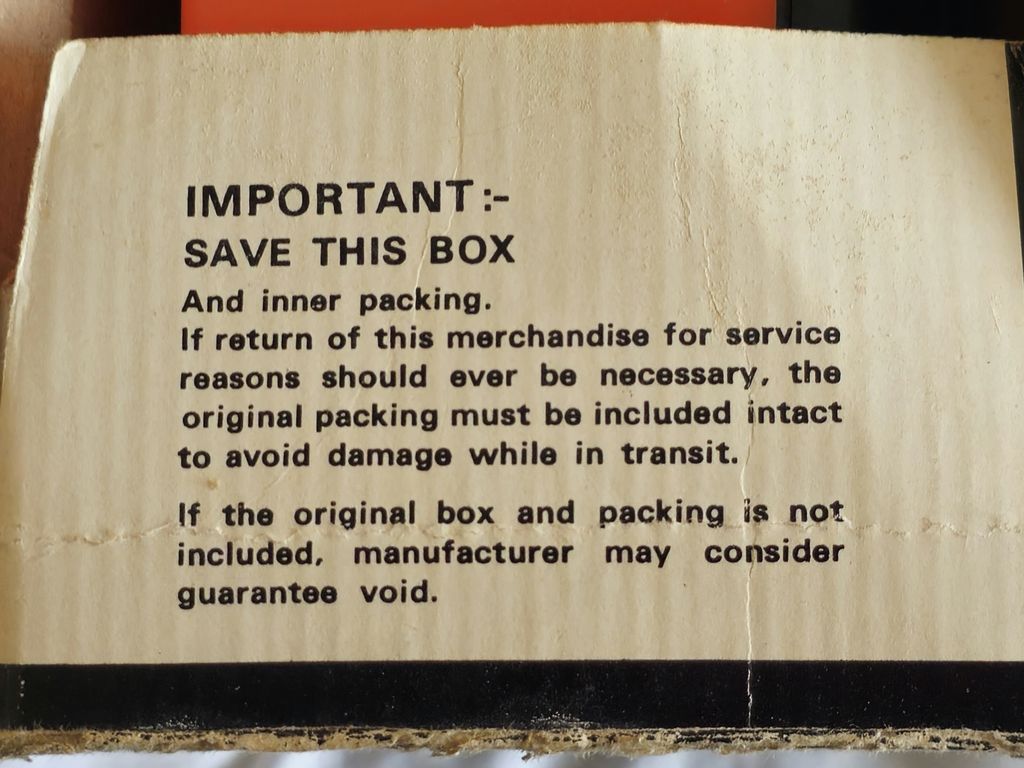 IMPORTANT:-
SAVE THIS BOX
And inner packing.
If return of this merchandise for service
reasons should ever be necessary, the
original packing must be included intact
to avoid damage while in transit.
If the original box and packing is not
included, manufacturer may consider
guarantee void.